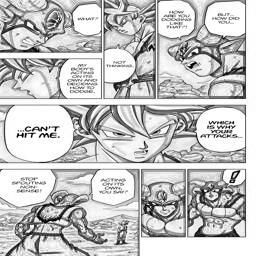 BUT...
HOW DID
YOU...
HOW
ARE YOU
DODGING
LIKE
THAT?!
NOT
THINKING.
WHAT?
MY
BODY'S
ACTING
ON ITS
OWN AND
DECIDING
HOW TO
DODGE.
WHICH IS
WHY YOUR
ATTACKS...
...CAN'T
HIT ME.
!
ACTING
ON ITS
OWN,
YOU SAY?
STOP
SPOUTING
NON-
SENSE!